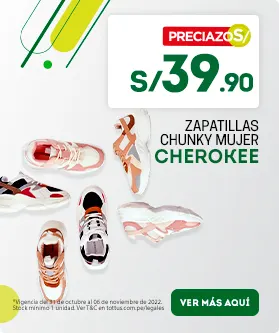 PRECIAZO S/
S/39.90
ZAPATILLAS
CHUNKY MUJER
CHEROKEE
*Vigencia del 31 de octubre al 06 de noviembre de 2022.
Stock mínimo 1 unidad. Ver T&C en tottus.com.pe/legales
VER MÁS AQUÍ